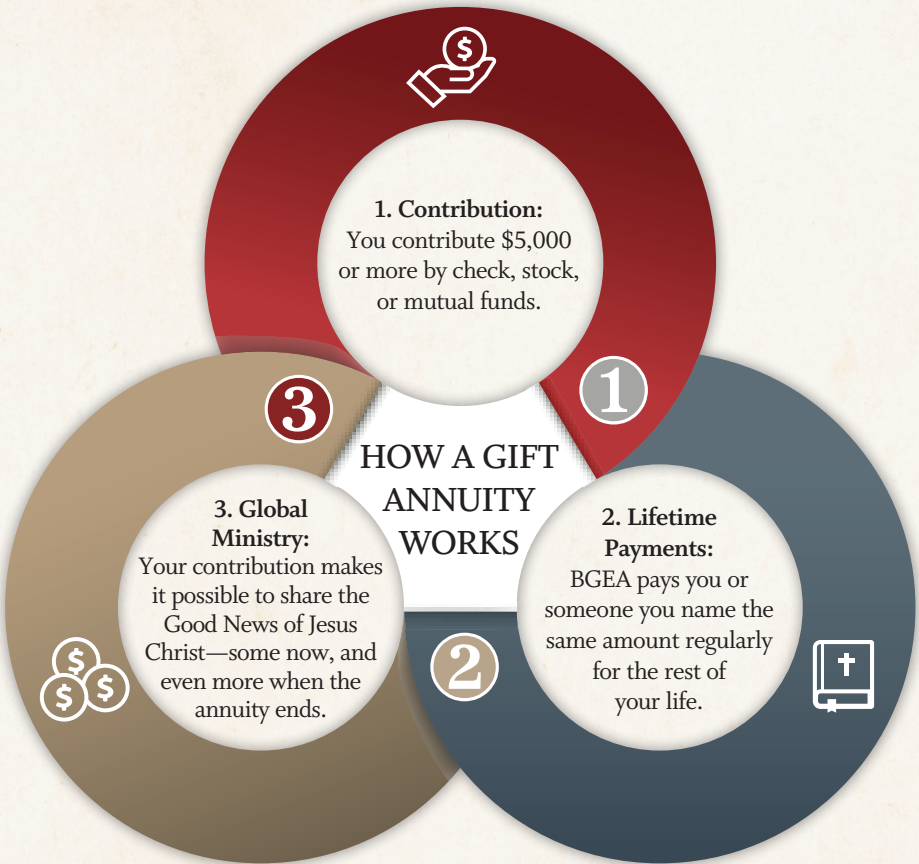 $
1. Contribution:
You contribute $5,000
or more by check, stock,
or mutual funds.
1
HOW A GIFT
ANNUITY
WORKS
2. Lifetime
Payments:
BGEA pays you or
someone you name the
same amount regularly
for the rest of
your life.
2
3
3. Global
Ministry:
Your contribution makes
it possible to share the
Good News of Jesus
Christ—some now, and
even more when the
annuity ends.
$
$
$